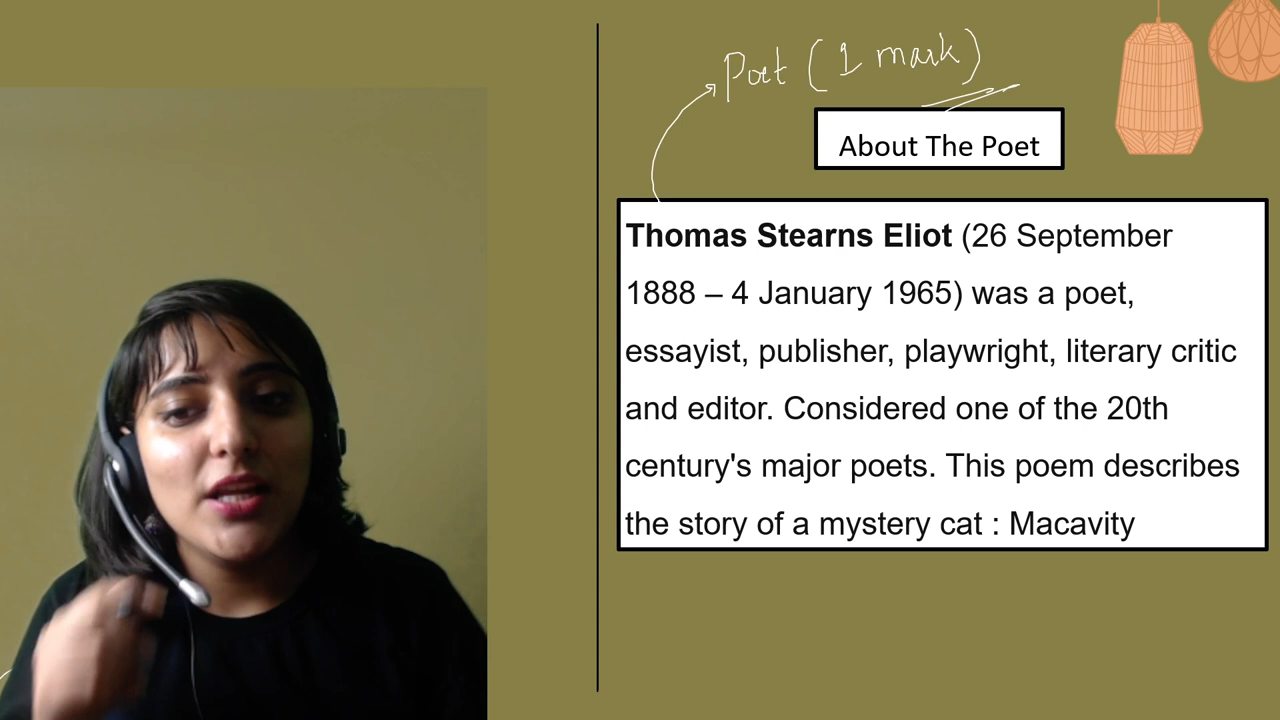 Poet (1 mark)
About The Poet
Thomas Stearns Eliot (26 September
1888 – 4 January 1965) was a poet,
essayist, publisher, playwright, literary critic
and editor. Considered one of the 20th
century's major poets. This poem describes
the story of a mystery cat : Macavity